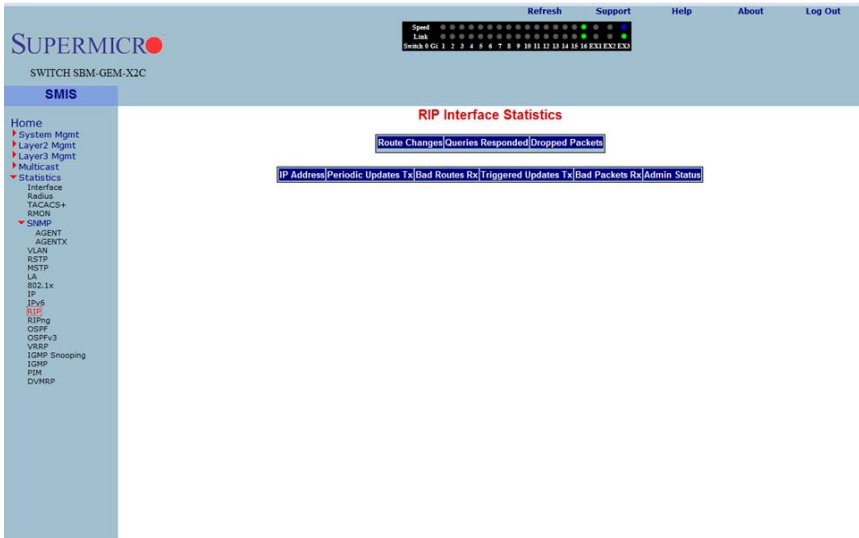 Refresh Support Help About Log Out
SUPERMICRO
SWITCH SBM-GEM-X2C
Speed
Link
Switch 0 Gi 1 2 3 4 5 6 7 8 9 10 11 12 13 14 15 16 EX1 EX2 EX3
SMIS
Home
System Mgmt
Layer2 Mgmt
Layer3 Mgmt
Multicast
Statistics
Interface
Radius
TACACS+
RMON
SNMP
AGENT
AGENTX
VLAN
RSTP
MSTP
LA
802.1x
IP
IPv6
RIP
RIPng
OSPF
OSPFv3
VRRP
IGMP Snooping
IGMP
PIM
DVMRP
RIP Interface Statistics
Route Changes Queries Responded Dropped Packets
IP Address Periodic Updates Tx Bad Routes Rx Triggered Updates Tx Bad Packets Rx Admin Status